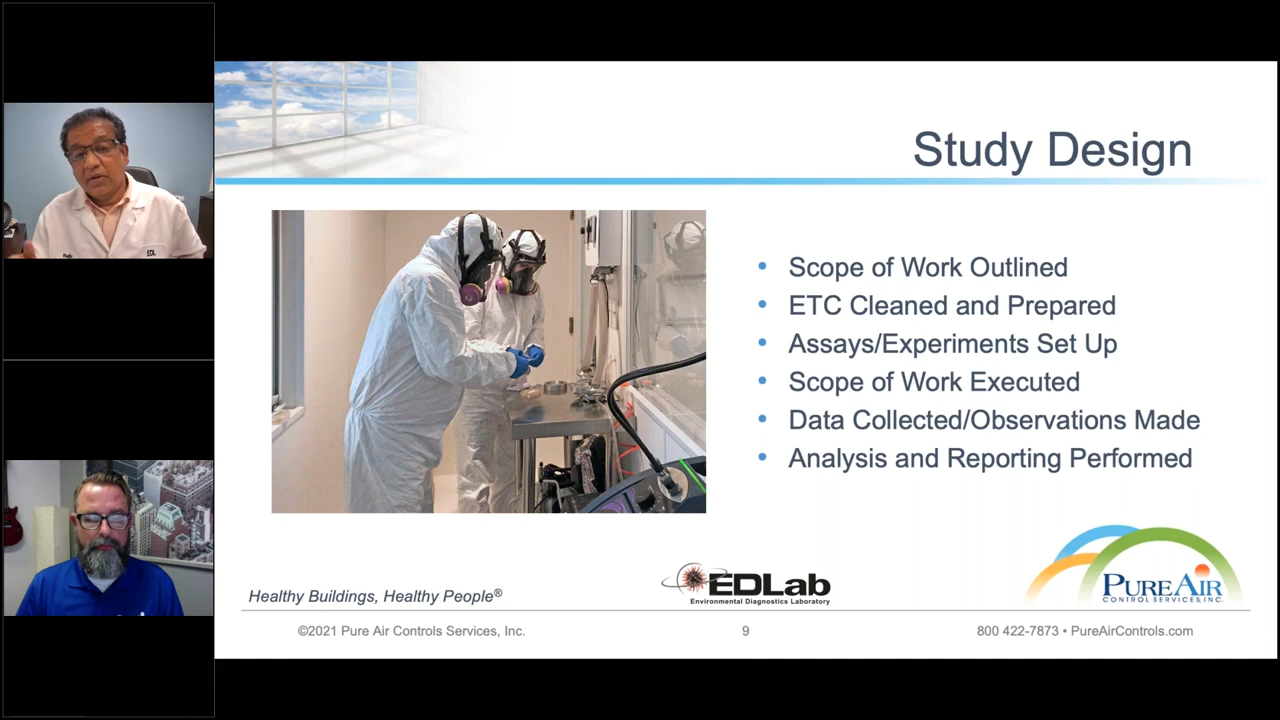 Study Design
• Scope of Work Outlined
• ETC Cleaned and Prepared
• Assays/Experiments Set Up
• Scope of Work Executed
• Data Collected/Observations Made
• Analysis and Reporting Performed
EDL
Healthy Buildings, Healthy People®
EDLab
Environmental Diagnostics Laboratory
PUREAIR
CONTROL SERVICES, INC.
©2021 Pure Air Controls Services, Inc.
9
800 422-7873 • PureAirControls.com